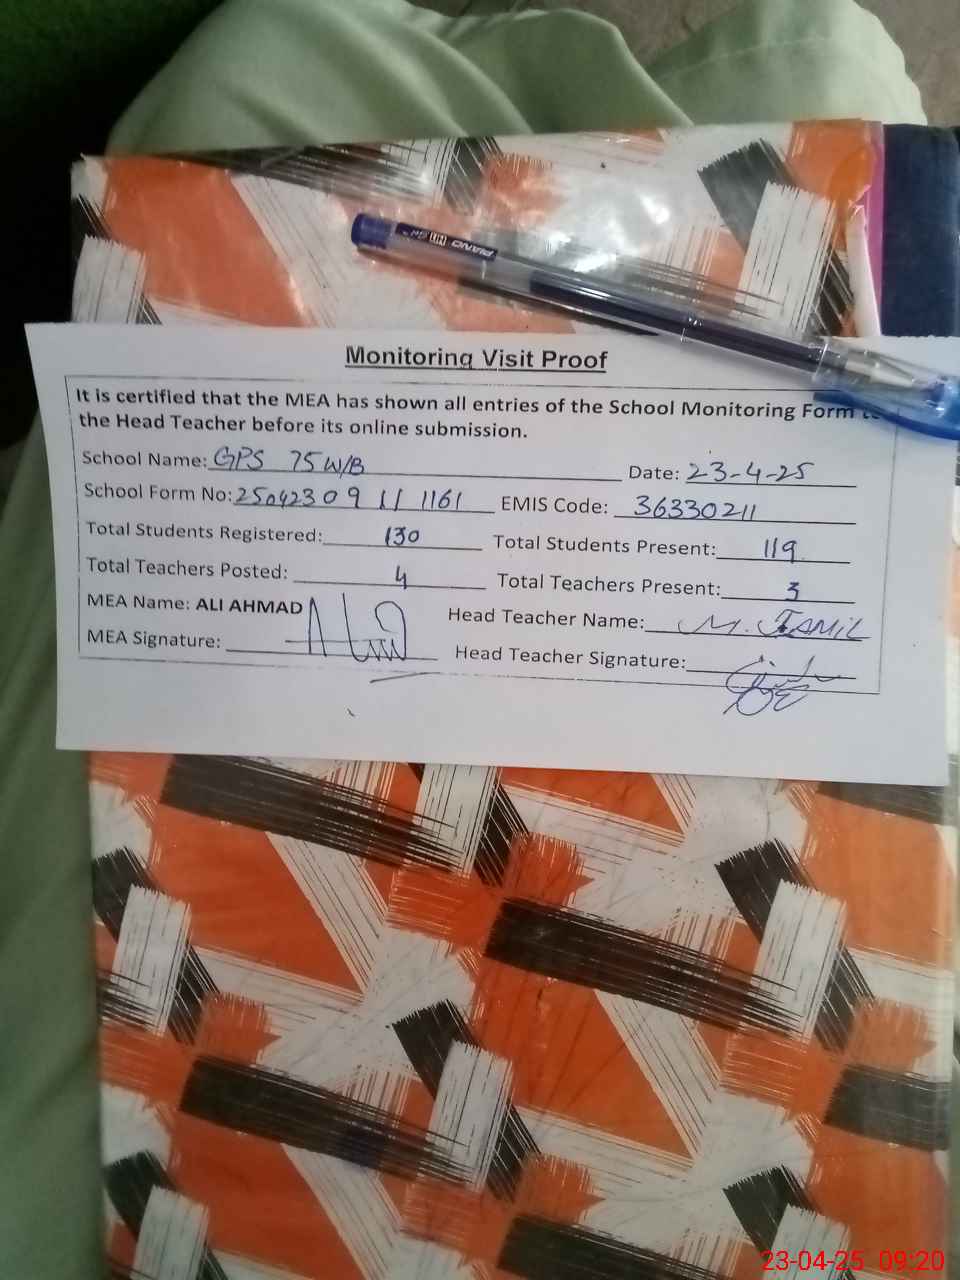 PIANO
Monitoring Visit Proof
It is certified that the MEA has shown all entries of the School Monitoring Form to
the Head Teacher before its online submission.
School Name: GPS 75 W/B Date: 23-4-25
School Form No: 25042309 11 1161 EMIS Code: 36330211
Total Students Registered: 130 Total Students Present: 119
Total Teachers Posted: 4 Total Teachers Present: 3
MEA Name: ALI AHMAD Head Teacher Name: M. JAMIL
MEA Signature: Head Teacher Signature:
23-04-25 09:20